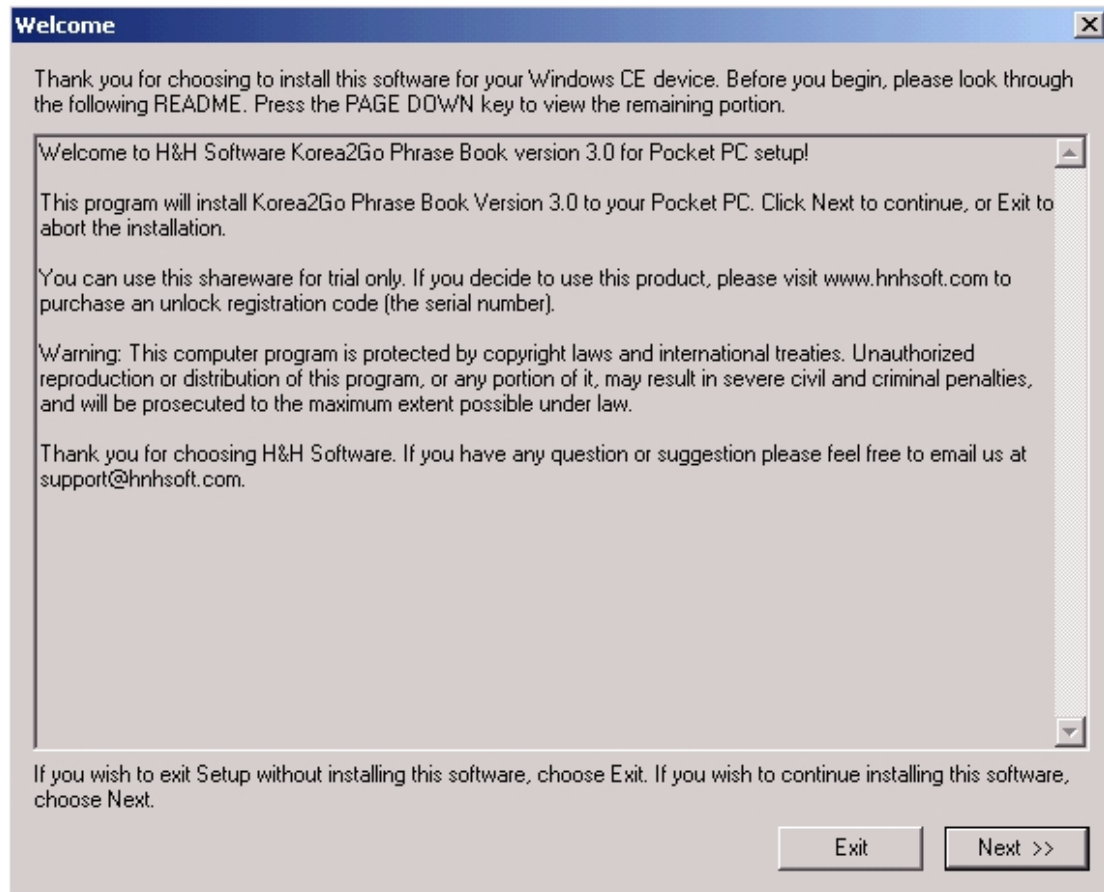 Welcome
Thank you for choosing to install this software for your Windows CE device. Before you begin, please look through
the following README. Press the PAGE DOWN key to view the remaining portion.
Welcome to H&H Software Korea2Go Phrase Book version 3.0 for Pocket PC setup!
This program will install Korea2Go Phrase Book Version 3.0 to your Pocket PC. Click Next to continue, or Exit to
abort the installation.
You can use this shareware for trial only. If you decide to use this product, please visit www.hnhsoft.com to
purchase an unlock registration code (the serial number).
Warning: This computer program is protected by copyright laws and international treaties. Unauthorized
reproduction or distribution of this program, or any portion of it, may result in severe civil and criminal penalties,
and will be prosecuted to the maximum extent possible under law.
Thank you for choosing H&H Software. If you have any question or suggestion please feel free to email us at
support@hnhsoft.com.
If you wish to exit Setup without installing this software, choose Exit. If you wish to continue installing this software,
choose Next.
Exit
Next >>